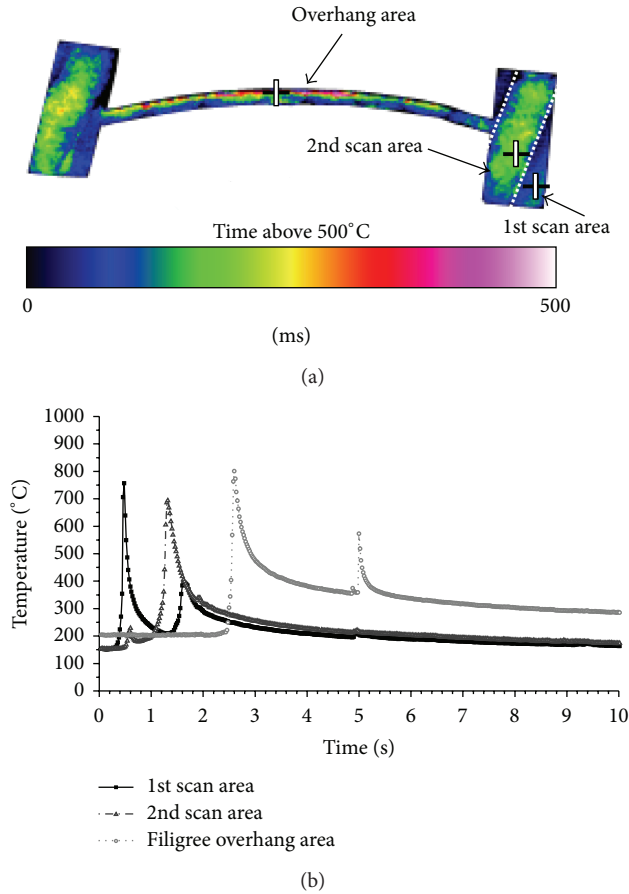 Overhang area
2nd scan area
1st scan area
Time above 500°C
0
500
(ms)
(a)
1000
900
800
700
600
500
400
300
200
100
0
Temperature (°C)
0 1 2 3 4 5 6 7 8 9 10
Time (s)
1st scan area
2nd scan area
Filigree overhang area
(b)